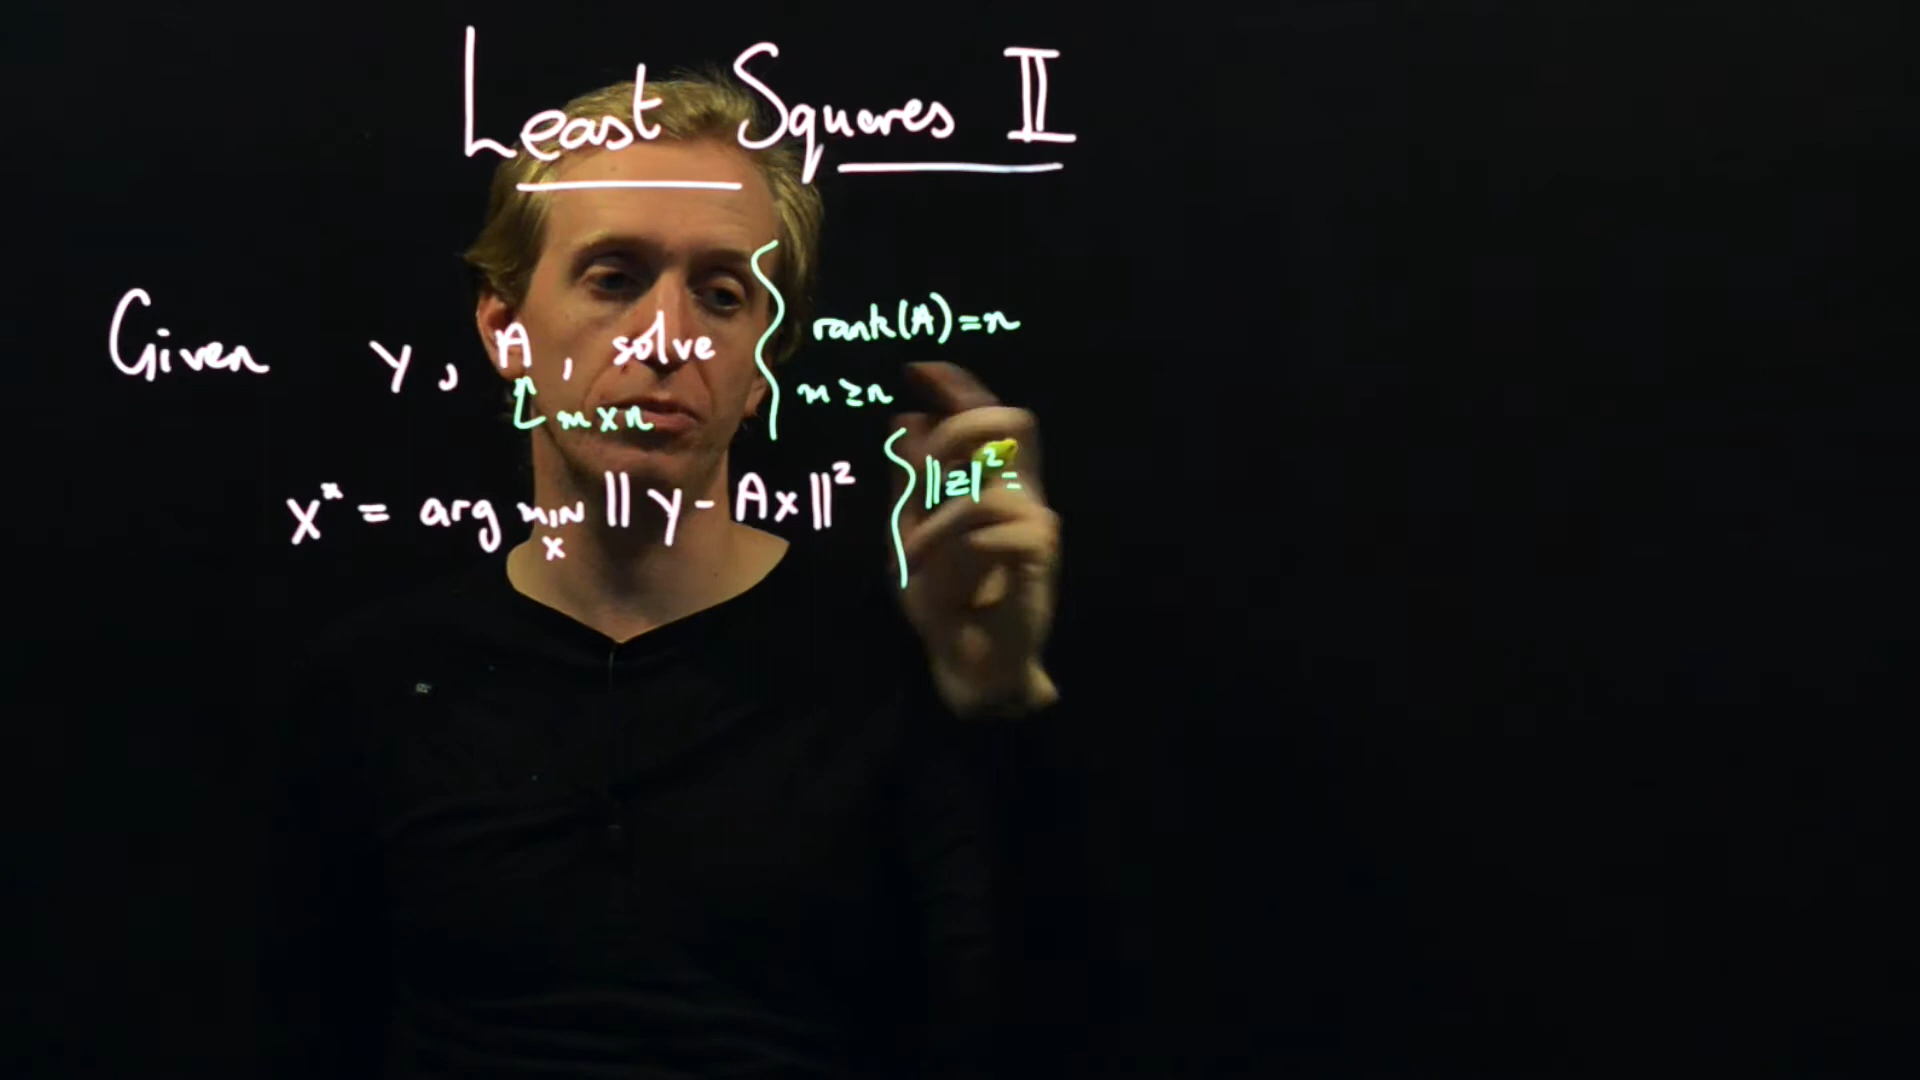 Least Squares II
Given y, A, solve
rank(A)=n
m≥n
m x n
x* = arg min ‖y-Ax‖²
x
‖z‖² =